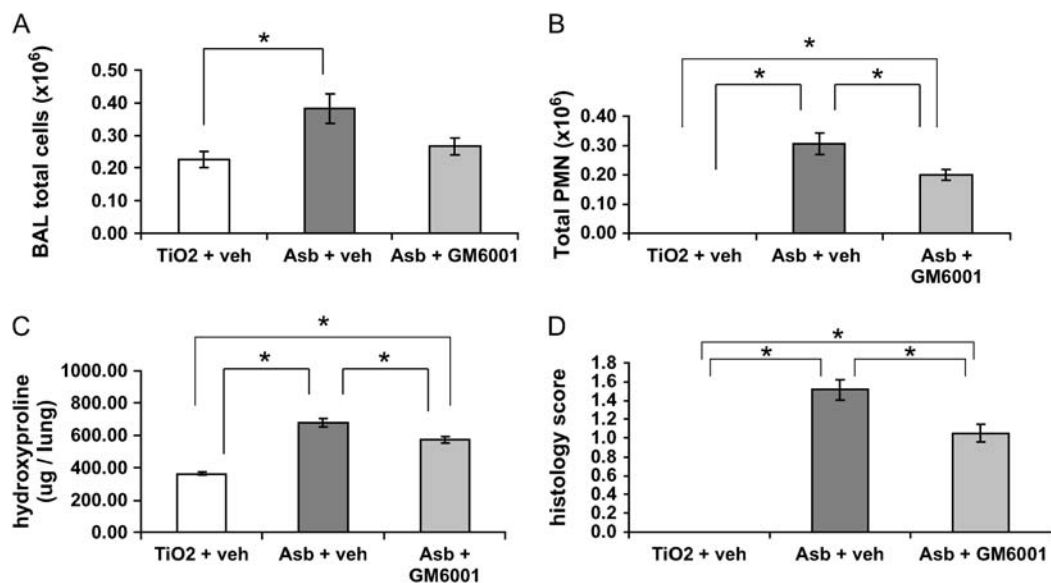 A
*
BAL total cells (x10⁶)
0.50
0.40
0.30
0.20
0.10
0.00
TiO2 + veh
Asb + veh
Asb + GM6001
B
*
*
*
Total PMN (x10⁶)
0.40
0.30
0.20
0.10
0.00
TiO2 + veh
Asb + veh
Asb +
GM6001
C
*
*
*
hydroxyproline
(ug / lung)
1000.00
800.00
600.00
400.00
200.00
0.00
TiO2 + veh
Asb + veh
Asb +
GM6001
D
*
*
*
histology score
1.8
1.6
1.4
1.2
1.0
0.8
0.6
0.4
0.2
0.0
TiO2 + veh
Asb + veh
Asb + GM6001